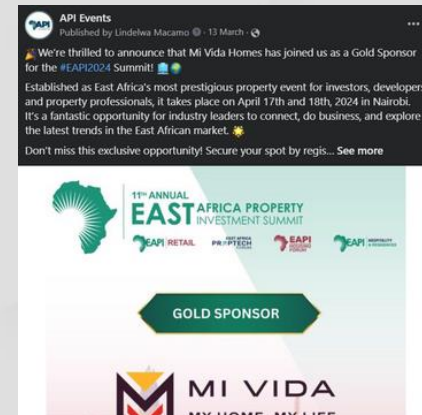 API Events
Published by Lindelwa Macamo · 13 March ·
We're thrilled to announce that Mi Vida Homes has joined us as a Gold Sponsor
for the #EAPI2024 Summit!
Established as East Africa's most prestigious property event for investors, developers
and property professionals, it takes place on April 17th and 18th, 2024 in Nairobi.
It's a fantastic opportunity for industry leaders to connect, do business, and explore
the latest trends in the East African market.
Don't miss this exclusive opportunity! Secure your spot by regis... See more
11TH ANNUAL
EAST AFRICA PROPERTY
INVESTMENT SUMMIT
EAPI RETAIL
PROPTECH
EAPI
EAPI
GOLD SPONSOR
MI VIDA
MY HOME. MY LIFE